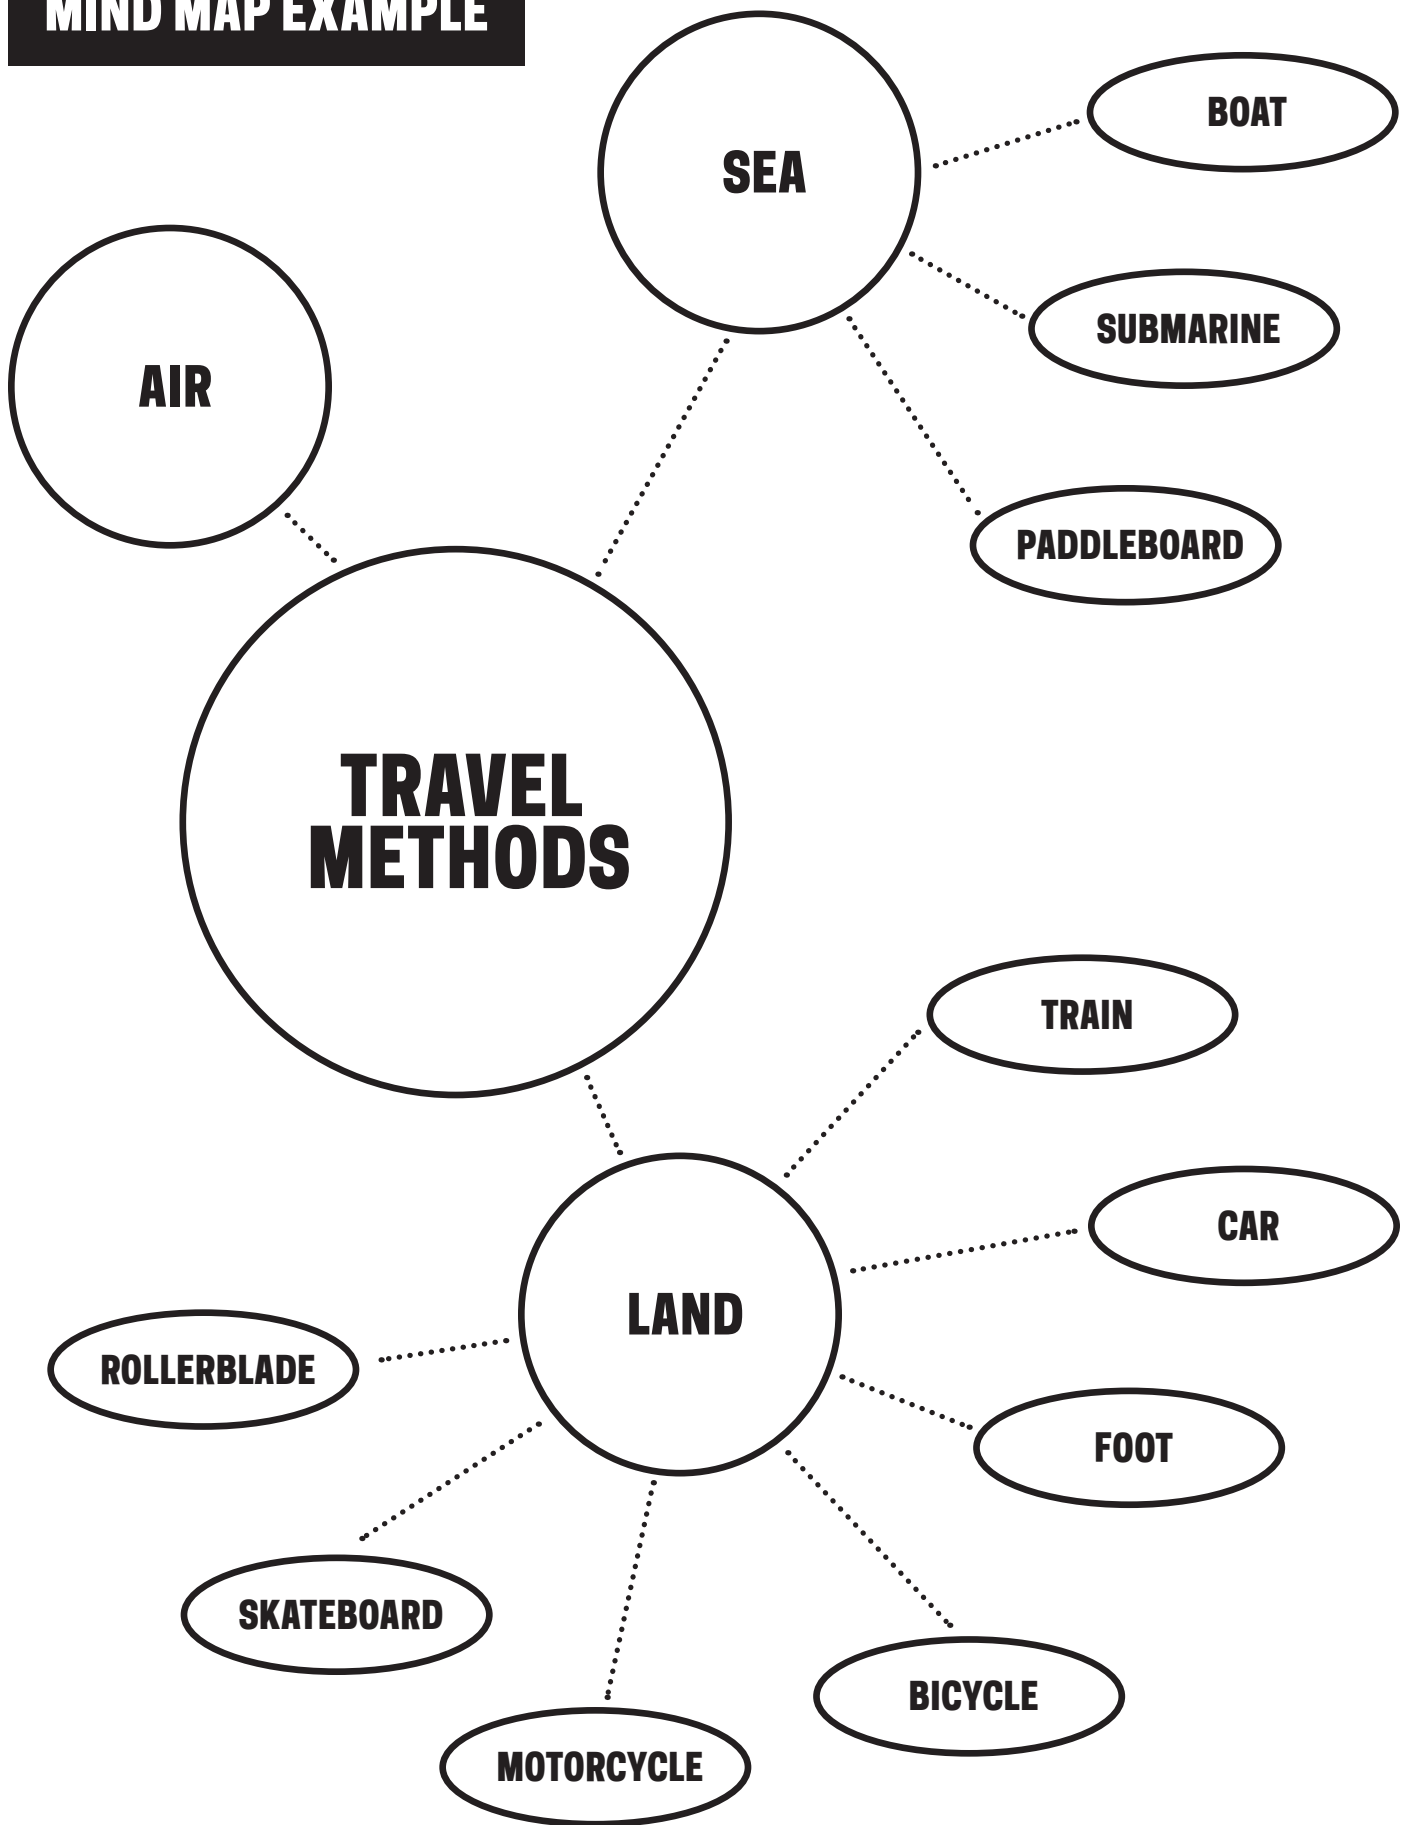 MIND MAP EXAMPLE
SEA
BOAT
SUBMARINE
AIR
PADDLEBOARD
TRAVEL
METHODS
TRAIN
CAR
LAND
ROLLERBLADE
FOOT
SKATEBOARD
BICYCLE
MOTORCYCLE